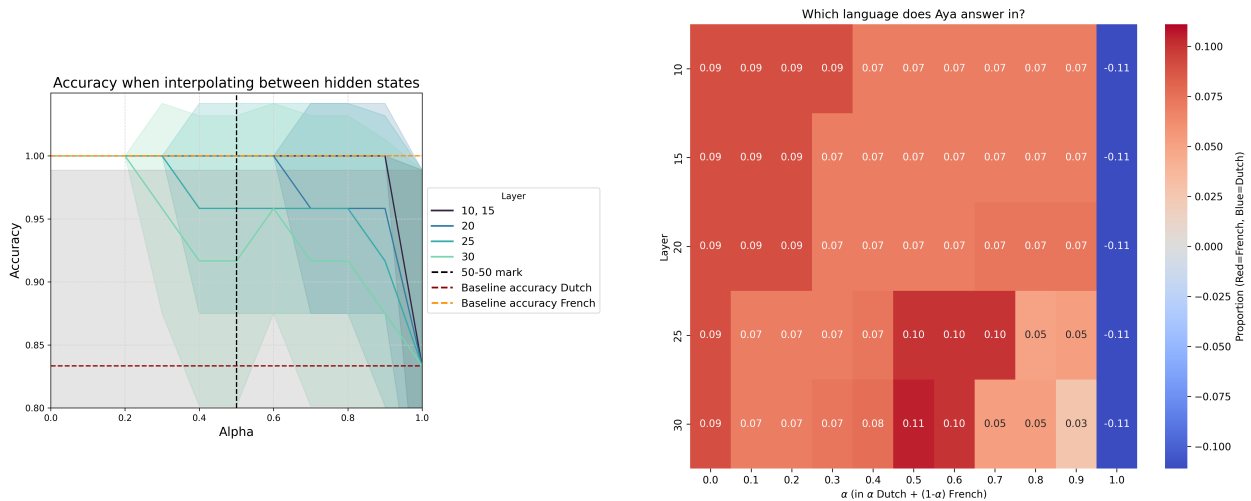 Accuracy when interpolating between hidden states
1.00
0.95
0.90
0.85
0.80
0.0 0.2 0.4 0.6 0.8 1.0
Accuracy
Alpha
Layer
10, 15
20
25
30
50-50 mark
Baseline accuracy Dutch
Baseline accuracy French
Which language does Aya answer in?
10 0.09 0.09 0.09 0.09 0.07 0.07 0.07 0.07 0.07 0.07 -0.11
15 0.09 0.09 0.09 0.07 0.07 0.07 0.07 0.07 0.07 0.07 -0.11
20 0.09 0.09 0.09 0.07 0.07 0.07 0.07 0.07 0.07 0.07 -0.11
25 0.09 0.07 0.07 0.07 0.07 0.10 0.10 0.10 0.05 0.05 -0.11
30 0.09 0.07 0.07 0.07 0.08 0.11 0.10 0.05 0.05 0.03 -0.11
Layer
0.0 0.1 0.2 0.3 0.4 0.5 0.6 0.7 0.8 0.9 1.0
α (in α Dutch + (1-α) French)
0.100
0.075
0.050
0.025
0.000
−0.025
−0.050
−0.075
−0.100
Proportion (Red=French, Blue=Dutch)